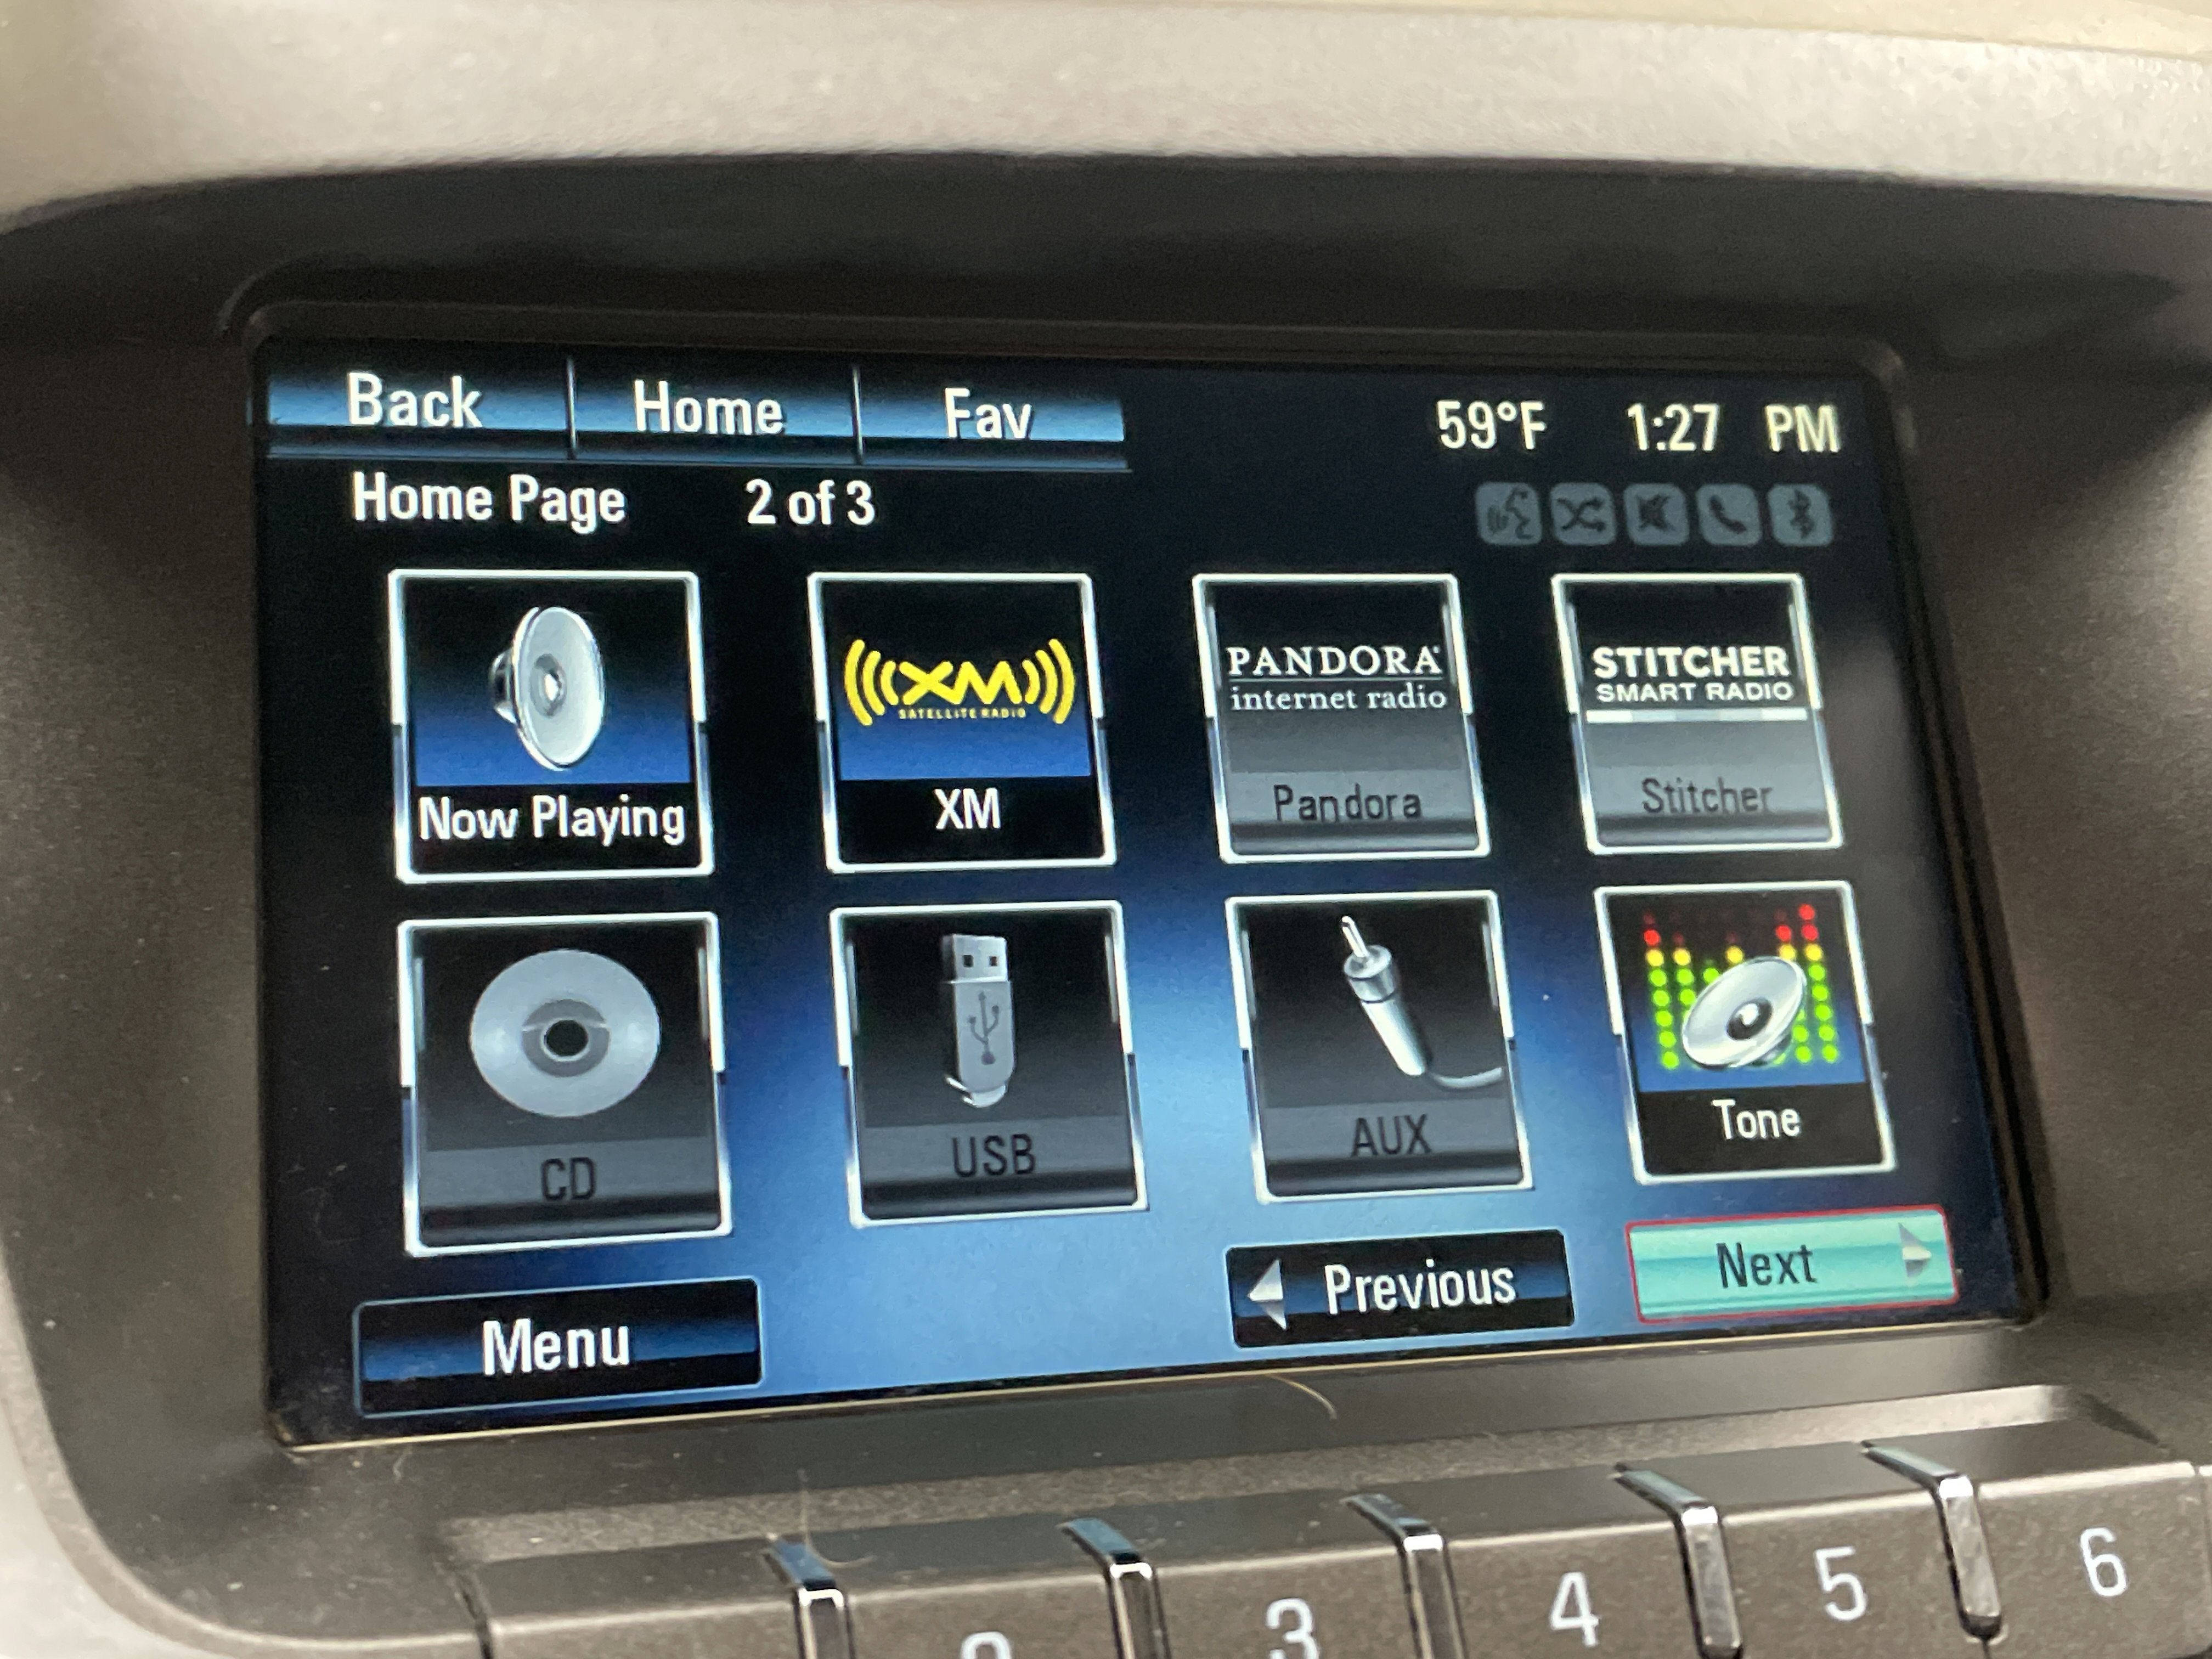 Back Home Fav 59°F 1:27 PM
Home Page 2 of 3
XM
SATELLITE RADIO
PANDORA
internet radio
STITCHER
SMART RADIO
Now Playing XM Pandora Stitcher
CD USB AUX Tone
Menu Previous Next
2 3 4 5 6